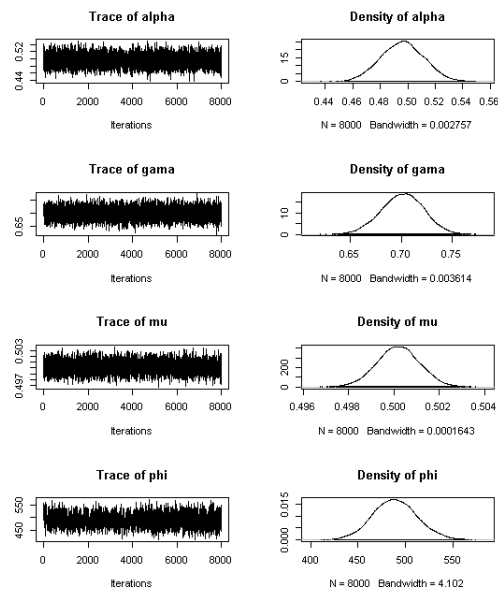 Trace of alpha
0.44 0.52
0 2000 4000 6000 8000
Iterations
Density of alpha
0 15
0.44 0.46 0.48 0.50 0.52 0.54 0.56
N = 8000 Bandwidth = 0.002757
Trace of gama
0.65
0 2000 4000 6000 8000
Iterations
Density of gama
0 10
0.65 0.70 0.75
N = 8000 Bandwidth = 0.003614
Trace of mu
0.497 0.503
0 2000 4000 6000 8000
Iterations
Density of mu
0 200
0.496 0.498 0.500 0.502 0.504
N = 8000 Bandwidth = 0.0001643
Trace of phi
450 550
0 2000 4000 6000 8000
Iterations
Density of phi
0.000 0.015
400 450 500 550
N = 8000 Bandwidth = 4.102